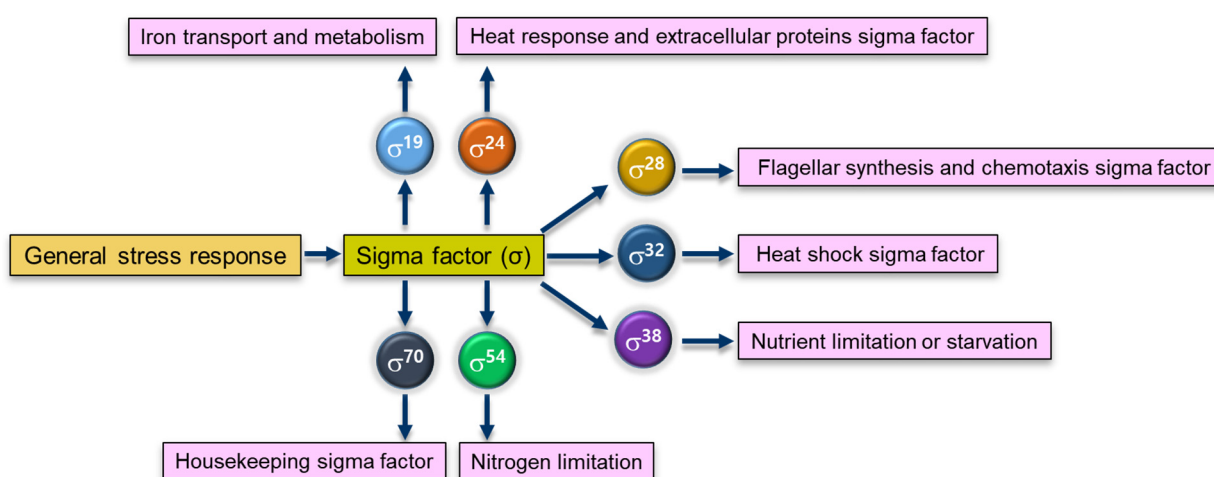 Iron transport and metabolism
Heat response and extracellular proteins sigma factor
σ19
σ24
σ28
Flagellar synthesis and chemotaxis sigma factor
General stress response
Sigma factor (σ)
σ32
Heat shock sigma factor
σ38
Nutrient limitation or starvation
σ70
σ54
Housekeeping sigma factor
Nitrogen limitation